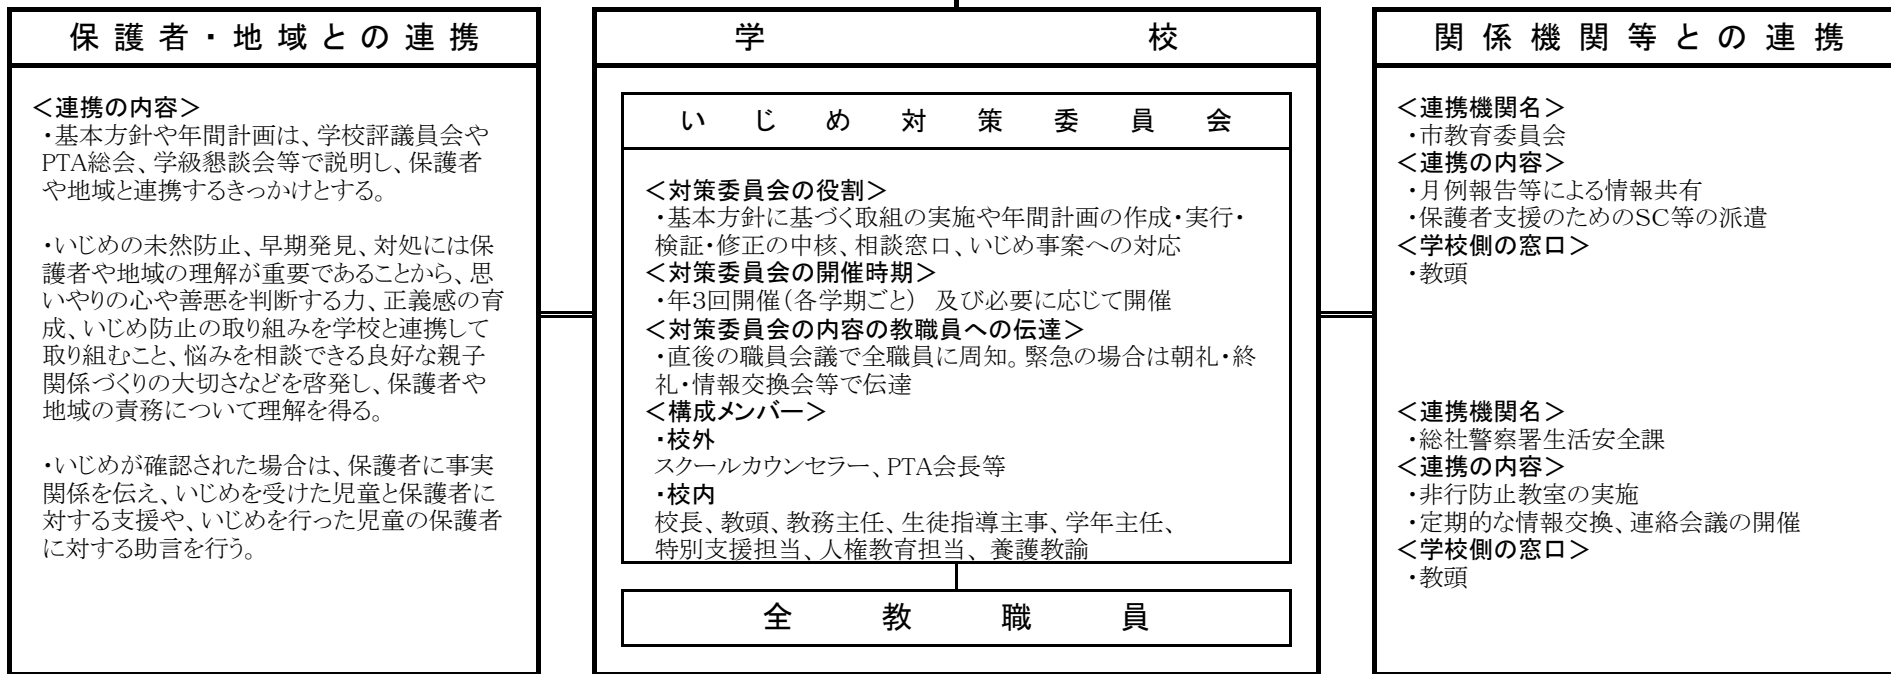 保護者・地域との連携
＜連携の内容＞
・基本方針や年間計画は、学校評議員会や
PTA総会、学級懇談会等で説明し、保護者
や地域と連携するきっかけとする。
・いじめの未然防止、早期発見、対処には保
護者や地域の理解が重要であることから、思
いやりの心や善悪を判断する力、正義感の育
成、いじめ防止の取り組みを学校と連携して
取り組むこと、悩みを相談できる良好な親子
関係づくりの大切さなどを啓発し、保護者や
地域の責務について理解を得る。
・いじめが確認された場合は、保護者に事実
関係を伝え、いじめを受けた児童と保護者に
対する支援や、いじめを行った児童の保護者
に対する助言を行う。
学校
いじめ対策委員会
＜対策委員会の役割＞
・基本方針に基づく取組の実施や年間計画の作成・実行・
検証・修正の中核、相談窓口、いじめ事案への対応
＜対策委員会の開催時期＞
・年3回開催（各学期ごと） 及び必要に応じて開催
＜対策委員会の内容の教職員への伝達＞
・直後の職員会議で全職員に周知。緊急の場合は朝礼・終
礼・情報交換会等で伝達
＜構成メンバー＞
・校外
スクールカウンセラー、PTA会長等
・校内
校長、教頭、教務主任、生徒指導主事、学年主任、
特別支援担当、人権教育担当、養護教諭
全教職員
関係機関等との連携
＜連携機関名＞
・市教育委員会
＜連携の内容＞
・月例報告等による情報共有
・保護者支援のためのSC等の派遣
＜学校側の窓口＞
・教頭
＜連携機関名＞
・総社警察署生活安全課
＜連携の内容＞
・非行防止教室の実施
・定期的な情報交換、連絡会議の開催
＜学校側の窓口＞
・教頭